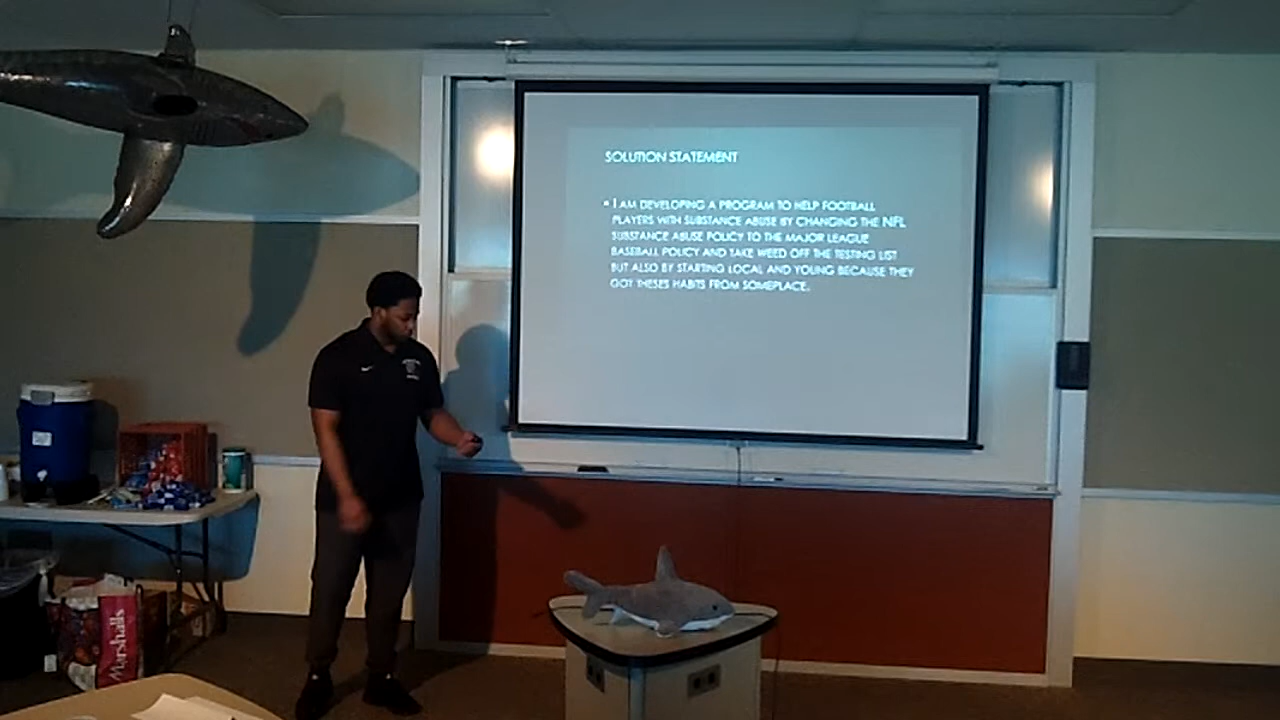 SOLUTION STATEMENT
▪ I AM DEVELOPING A PROGRAM TO HELP FOOTBALL
PLAYERS WITH SUBSTANCE ABUSE BY CHANGING THE NFL
SUBSTANCE ABUSE POLICY TO THE MAJOR LEAGUE
BASEBALL POLICY AND TAKE WEED OFF THE TESTING LIST
BUT ALSO BY STARTING LOCAL AND YOUNG BECAUSE THEY
GOT THESES HABITS FROM SOMEPLACE.
Marshalls